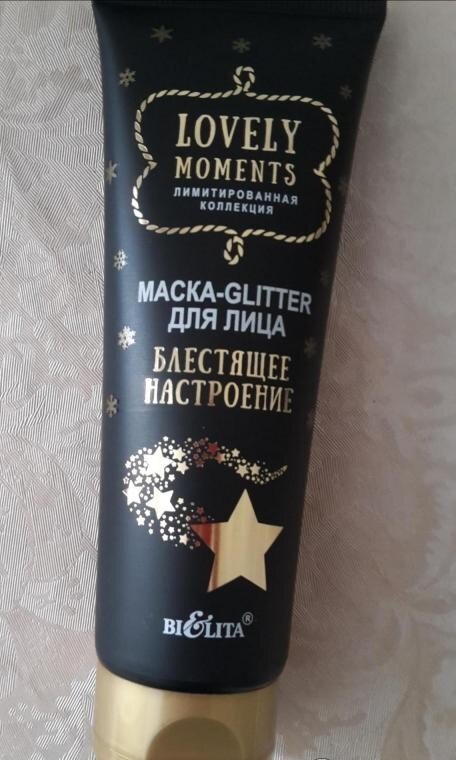 LOVELY
MOMENTS
ЛИМИТИРОВАННАЯ
КОЛЛЕКЦИЯ
МАСКА-GLITTER
ДЛЯ ЛИЦА
БЛЕСТЯЩЕЕ
НАСТРОЕНИЕ
BIELITA®